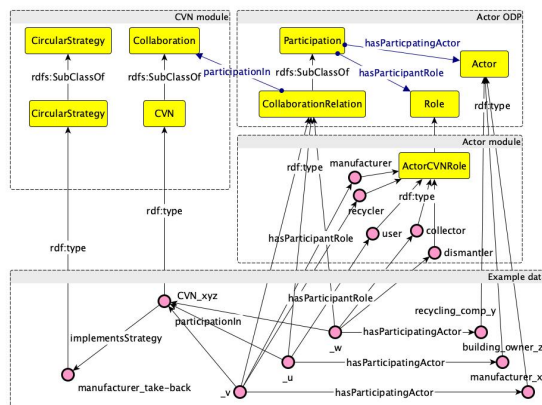 CVN module
Actor ODP
CircularStrategy
Collaboration
Participation
hasParticpatingActor
Actor
rdfs:SubClassOf
rdfs:SubClassOf
participationIn
rdfs:SubClassOf
hasParticipantRole
CircularStrategy
CVN
CollaborationRelation
Role
rdf:type
Actor module
manufacturer
ActorCVNRole
rdf:type
recycler
rdf:type
user
collector
rdf:type
rdf:type
hasParticipantRole
dismantler
Example dat
CVN_xyz
hasParticipantRole
recycling_comp_y
participationIn
_w
hasParticipatingActor
implementsStrategy
building_owner_z
_u
hasParticipatingActor
manufacturer_take-back
manufacturer_x
_v
hasParticipatingActor